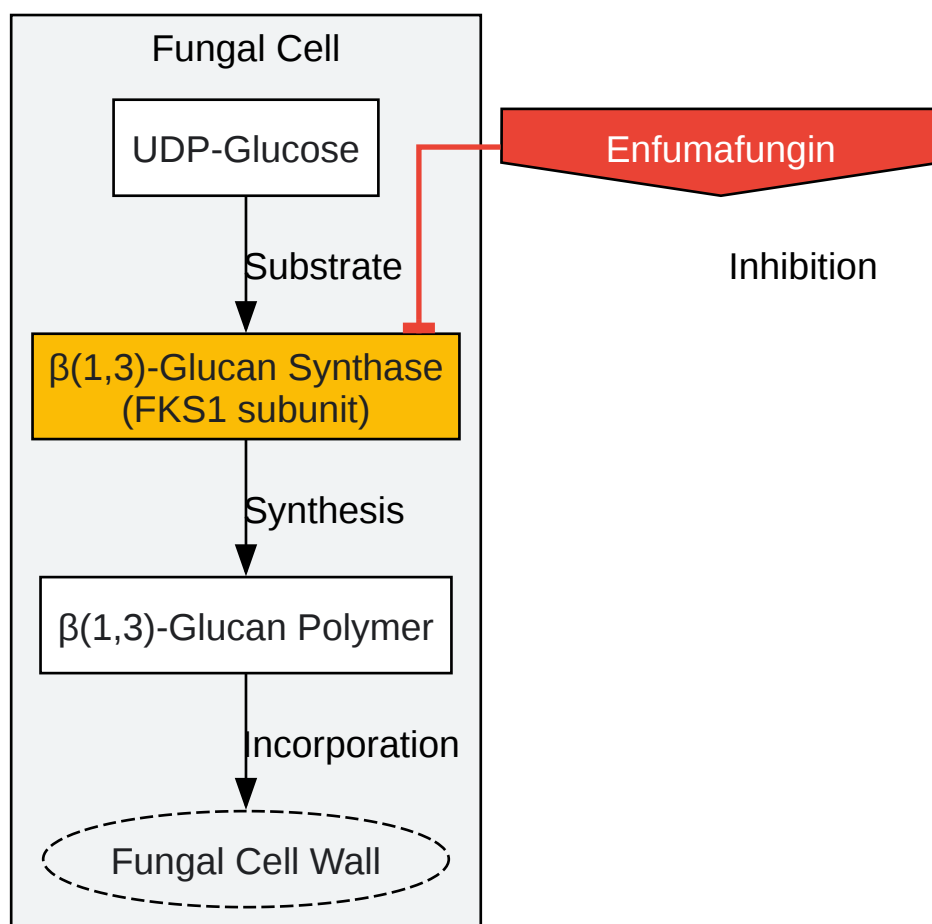 Fungal Cell
UDP-Glucose
Enfumafungin
Substrate
Inhibition
β(1,3)-Glucan Synthase
(FKS1 subunit)
Synthesis
β(1,3)-Glucan Polymer
Incorporation
Fungal Cell Wall